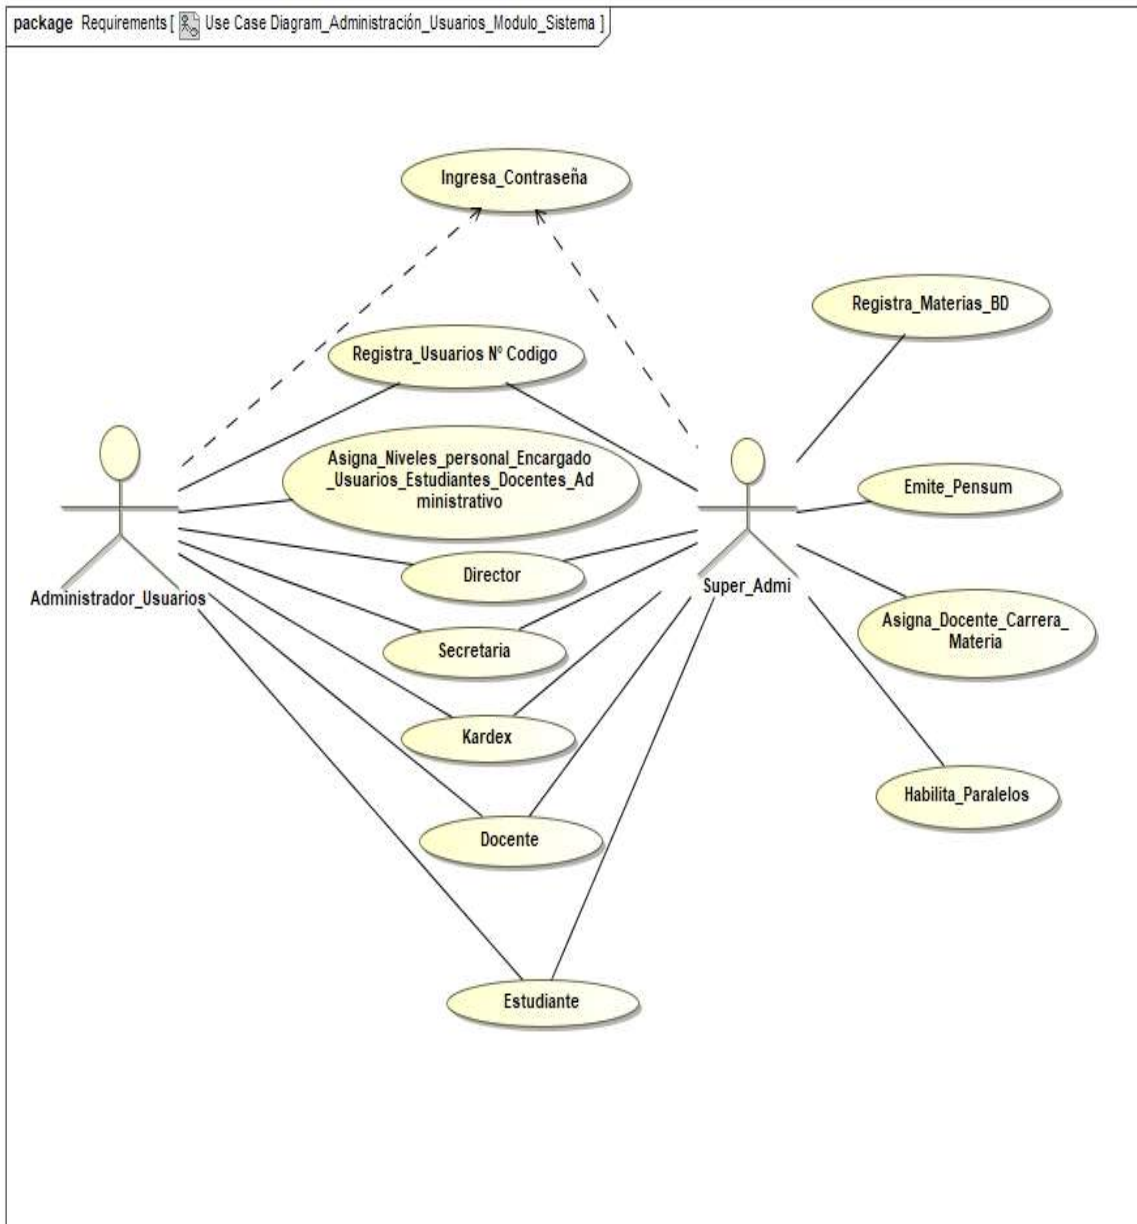 package Requirements [ Use Case Diagram_Administración_Usuarios_Modulo_Sistema ]
Ingresa_Contraseña
Registra_Materias_BD
Registra_Usuarios Nº Codigo
Asigna_Niveles_personal_Encargado
_Usuarios_Estudiantes_Docentes_Ad
ministrativo
Emite_Pensum
Director
Super_Admi
Administrador_Usuarios
Asigna_Docente_Carrera_
Materia
Secretaria
Kardex
Habilita_Paralelos
Docente
Estudiante